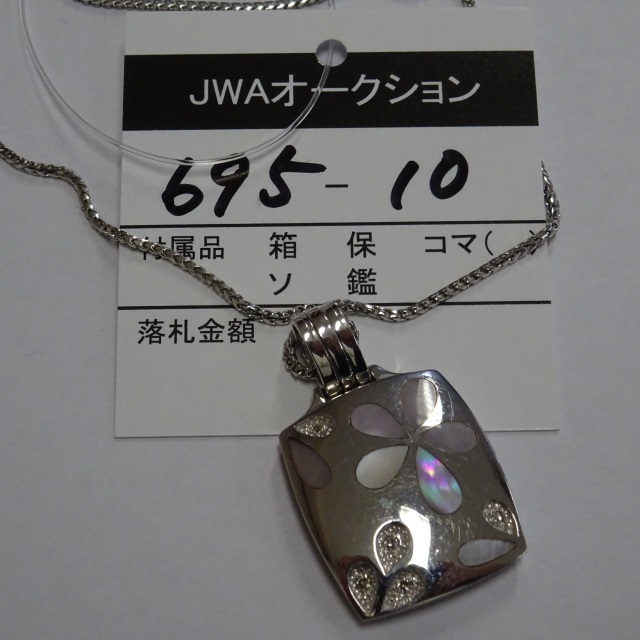 JWAオークション
695-10
付属品 箱 保 コマ( )
ソ 鑑
落札金額